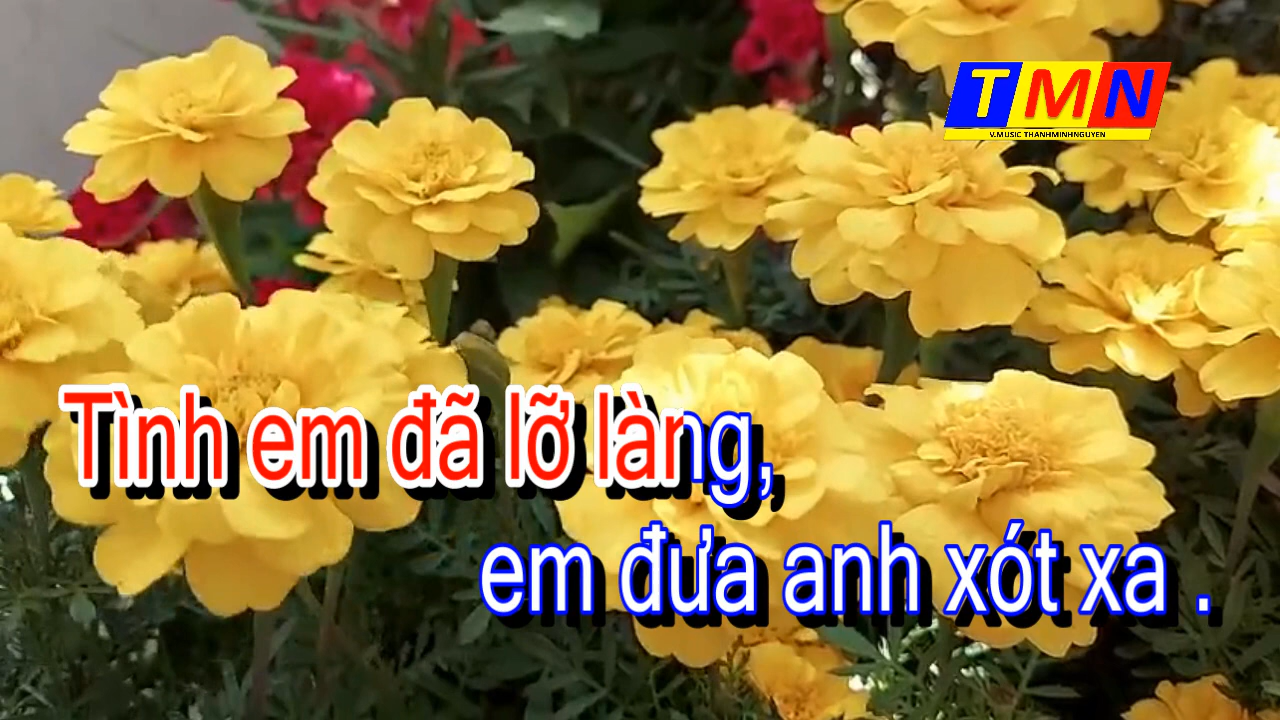 TMN
V.MUSIC THANHMINHNGUYEN
Tình em đã lỡ làng,
em đưa anh xót xa .